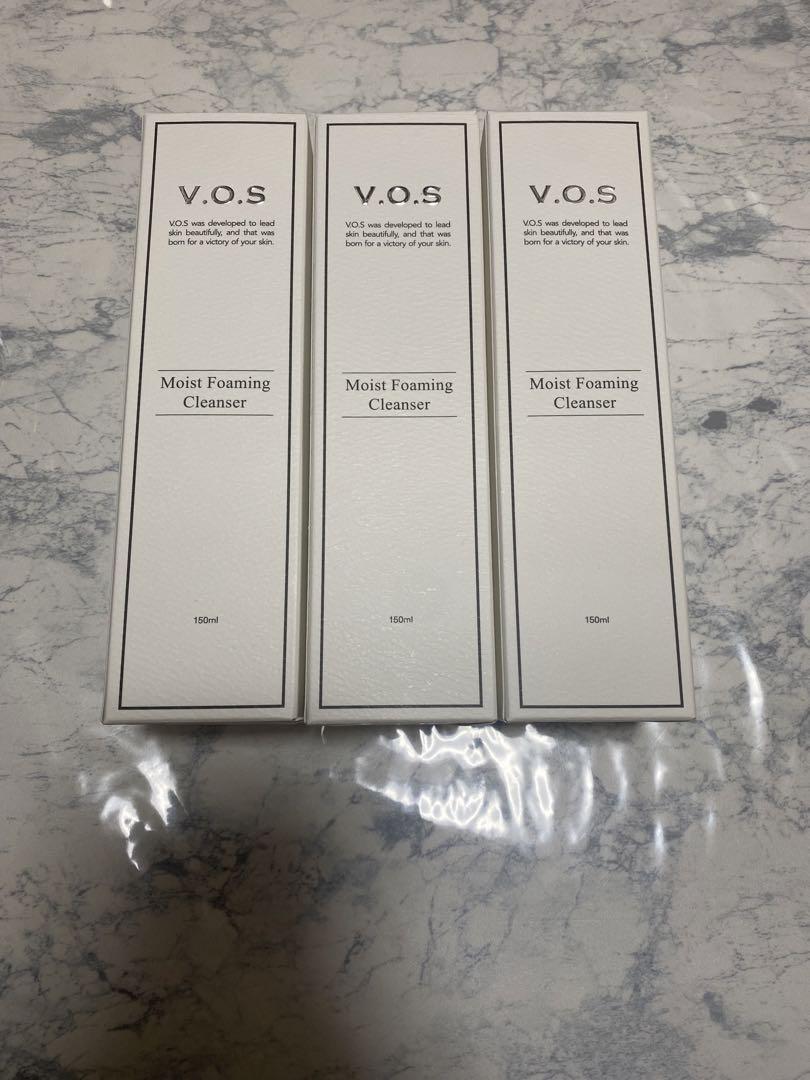 V.O.S
V.O.S was developed to lead
skin beautifully, and that was
born for a victory of your skin.
Moist Foaming
Cleanser
150ml
V.O.S
V.O.S was developed to lead
skin beautifully, and that was
born for a victory of your skin.
Moist Foaming
Cleanser
150ml
V.O.S
V.O.S was developed to lead
skin beautifully, and that was
born for a victory of your skin.
Moist Foaming
Cleanser
150ml